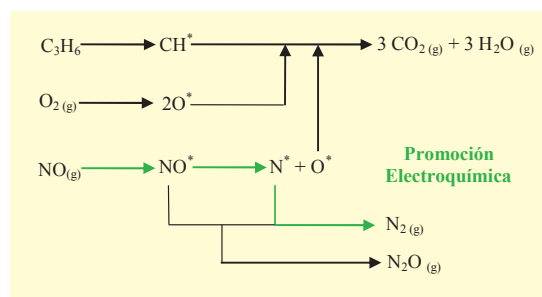 C₃H₆ CH* 3 CO₂ (g) + 3 H₂O (g)
O₂ (g) 2O*
NO(g) NO* N* + O*
Promoción
Electroquímica
N₂ (g)
N₂O (g)